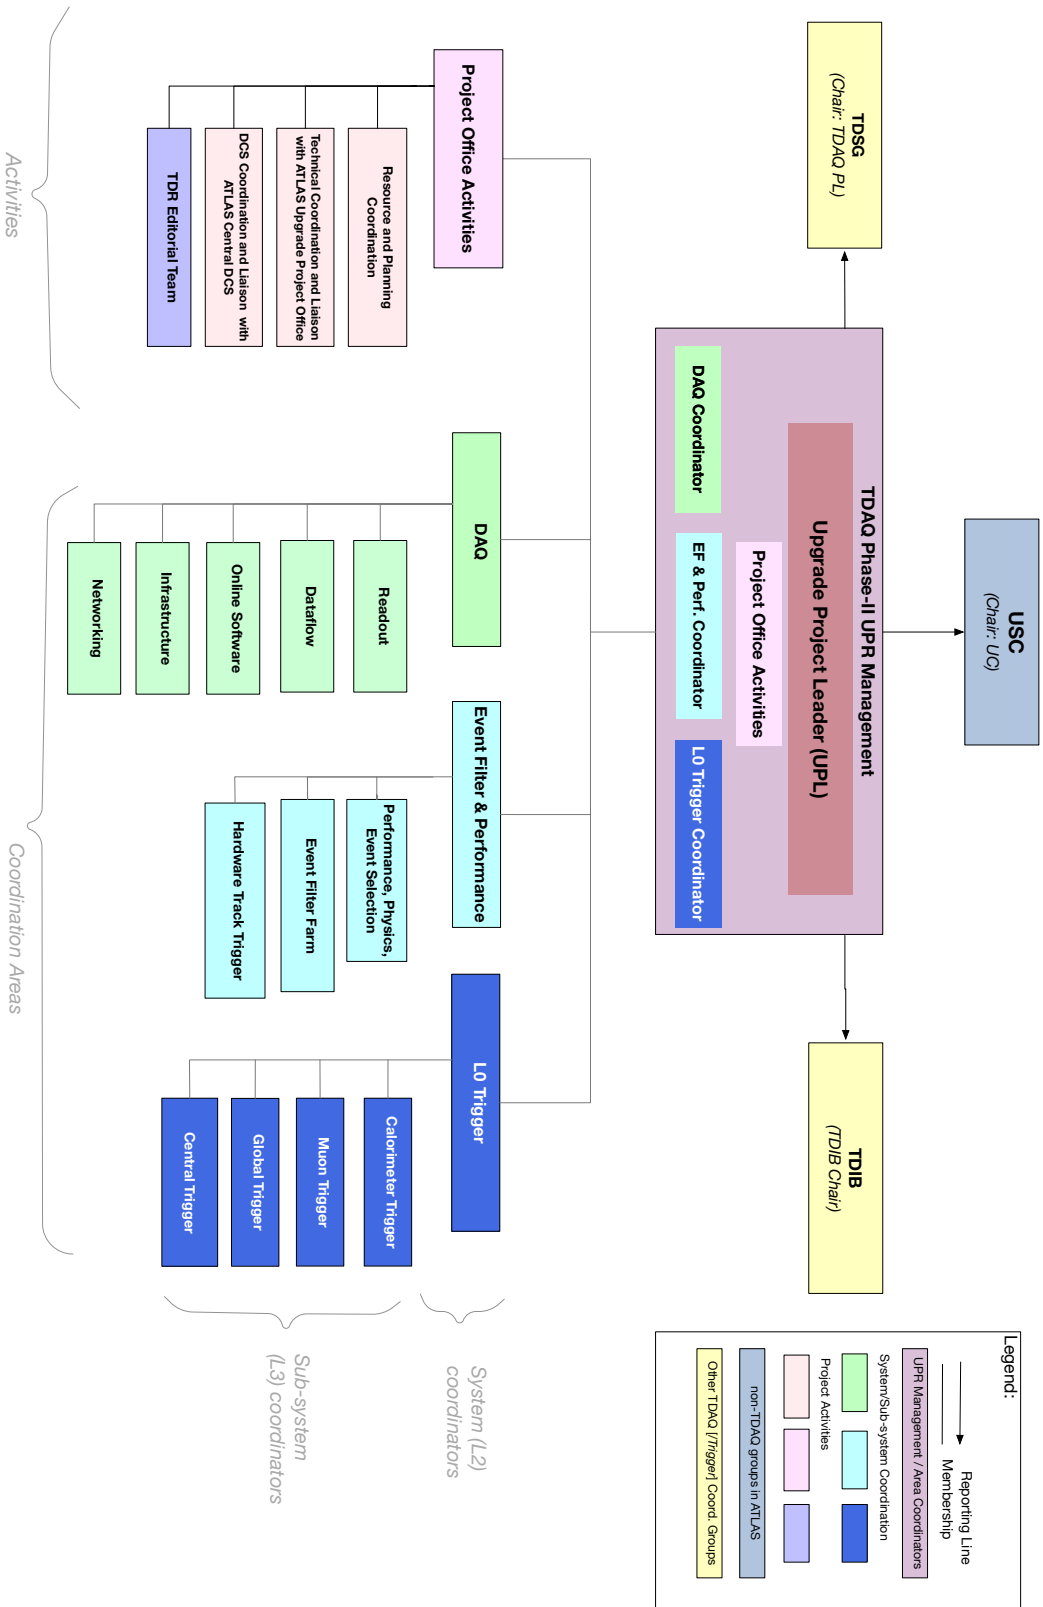 USC
(Chair: UC)
TDSG
(Chair: TDAQ PL)
TDAQ Phase-II UPR Management
Upgrade Project Leader (UPL)
Project Office Activities
DAQ Coordinator
EF & Perf. Coordinator
L0 Trigger Coordinator
TDIB
(TDIB Chair)
Project Office Activities
Resource and Planning
Coordination
Technical Coordination and Liaison
with ATLAS Upgrade Project Office
DCS Coordination and Liaison with
ATLAS Central DCS
TDR Editorial Team
DAQ
Readout
Dataflow
Online Software
Infrastructure
Networking
Event Filter & Performance
Performance, Physics,
Event Selection
Event Filter Farm
Hardware Track Trigger
L0 Trigger
Calorimeter Trigger
Muon Trigger
Global Trigger
Central Trigger
System (L2)
coordinators
Sub-system
(L3) coordinators
Activities
Coordination Areas
Legend:
Reporting Line
Membership
UPR Management / Area Coordinators
System/Sub-system Coordination
Project Activities
non-TDAQ groups in ATLAS
Other TDAQ [/Trigger] Coord. Groups